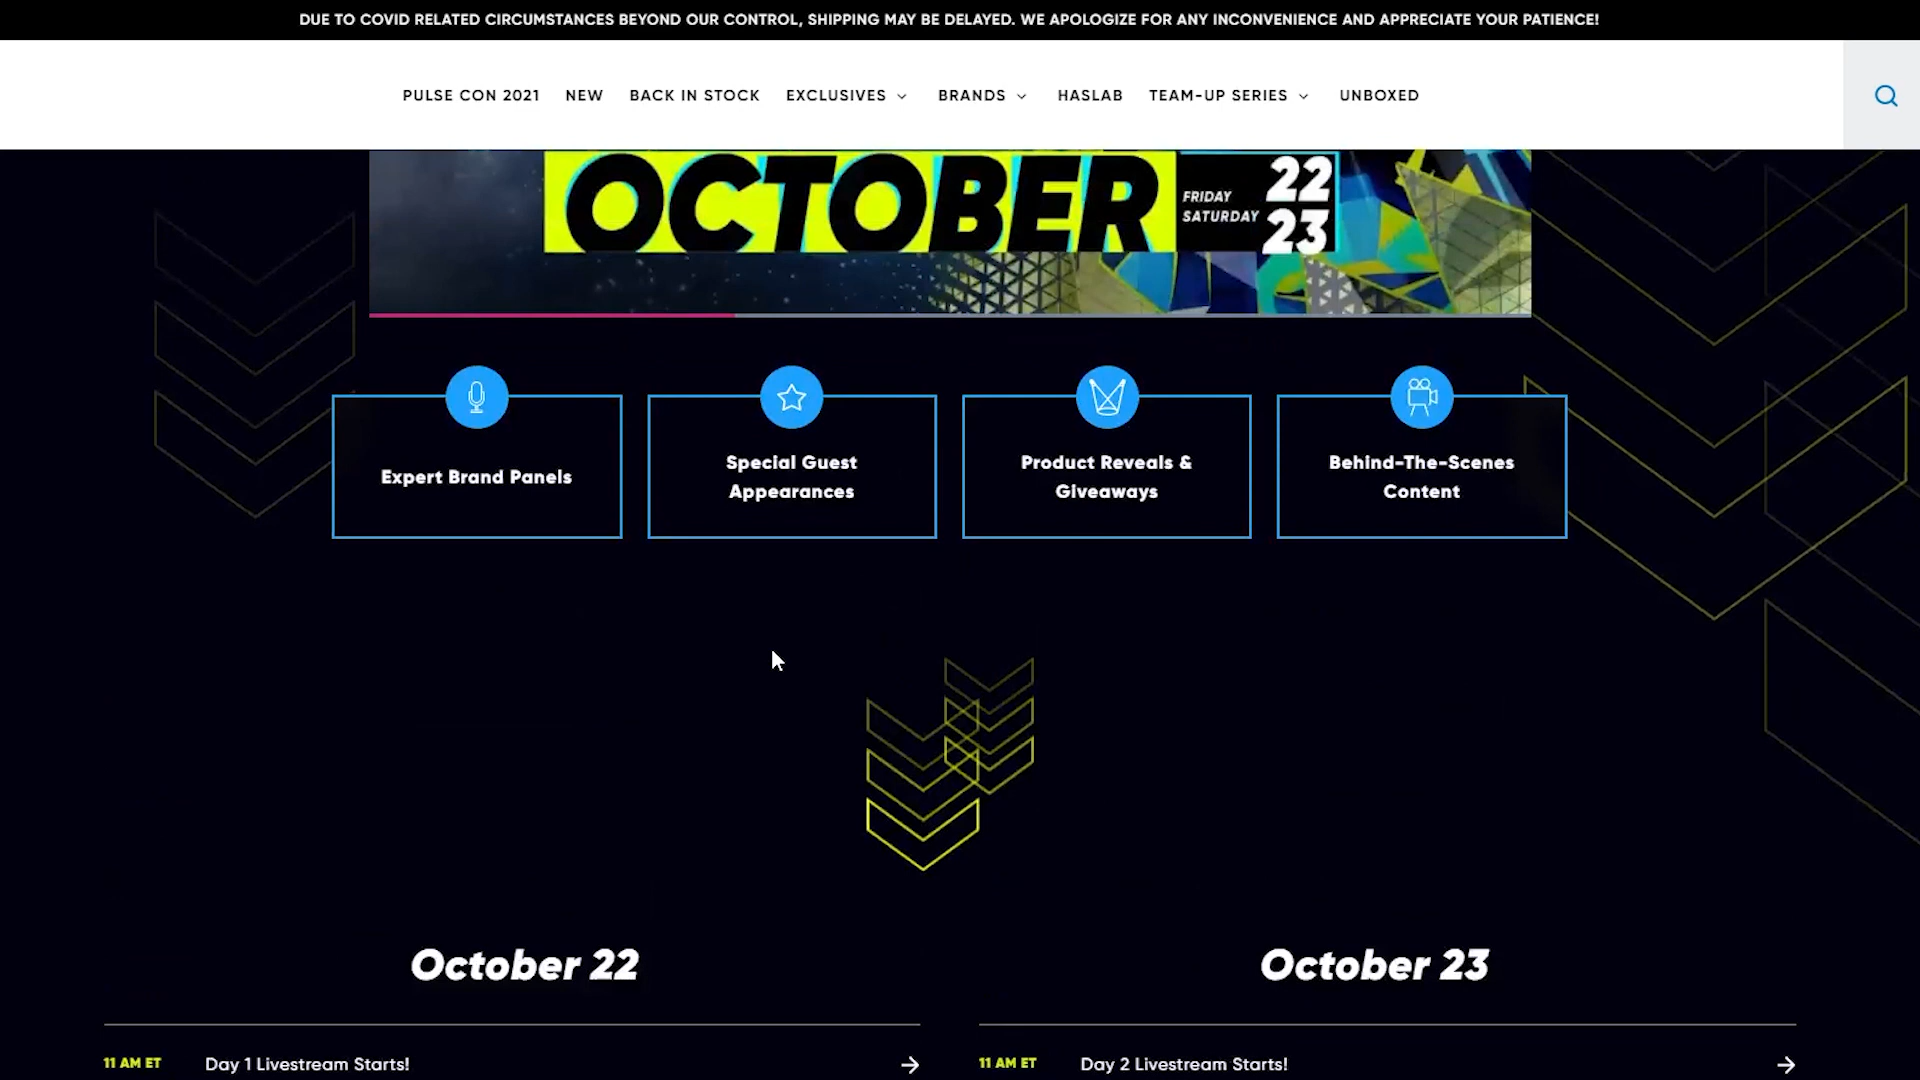 DUE TO COVID RELATED CIRCUMSTANCES BEYOND OUR CONTROL, SHIPPING MAY BE DELAYED. WE APOLOGIZE FOR ANY INCONVENIENCE AND APPRECIATE YOUR PATIENCE!
PULSE CON 2021 NEW BACK IN STOCK EXCLUSIVES BRANDS HASLAB TEAM-UP SERIES UNBOXED
OCTOBER
FRIDAY 22
SATURDAY 23
Expert Brand Panels
Special Guest
Appearances
Product Reveals &
Giveaways
Behind-The-Scenes
Content
October 22
11 AM ET Day 1 Livestream Starts!
October 23
11 AM ET Day 2 Livestream Starts!